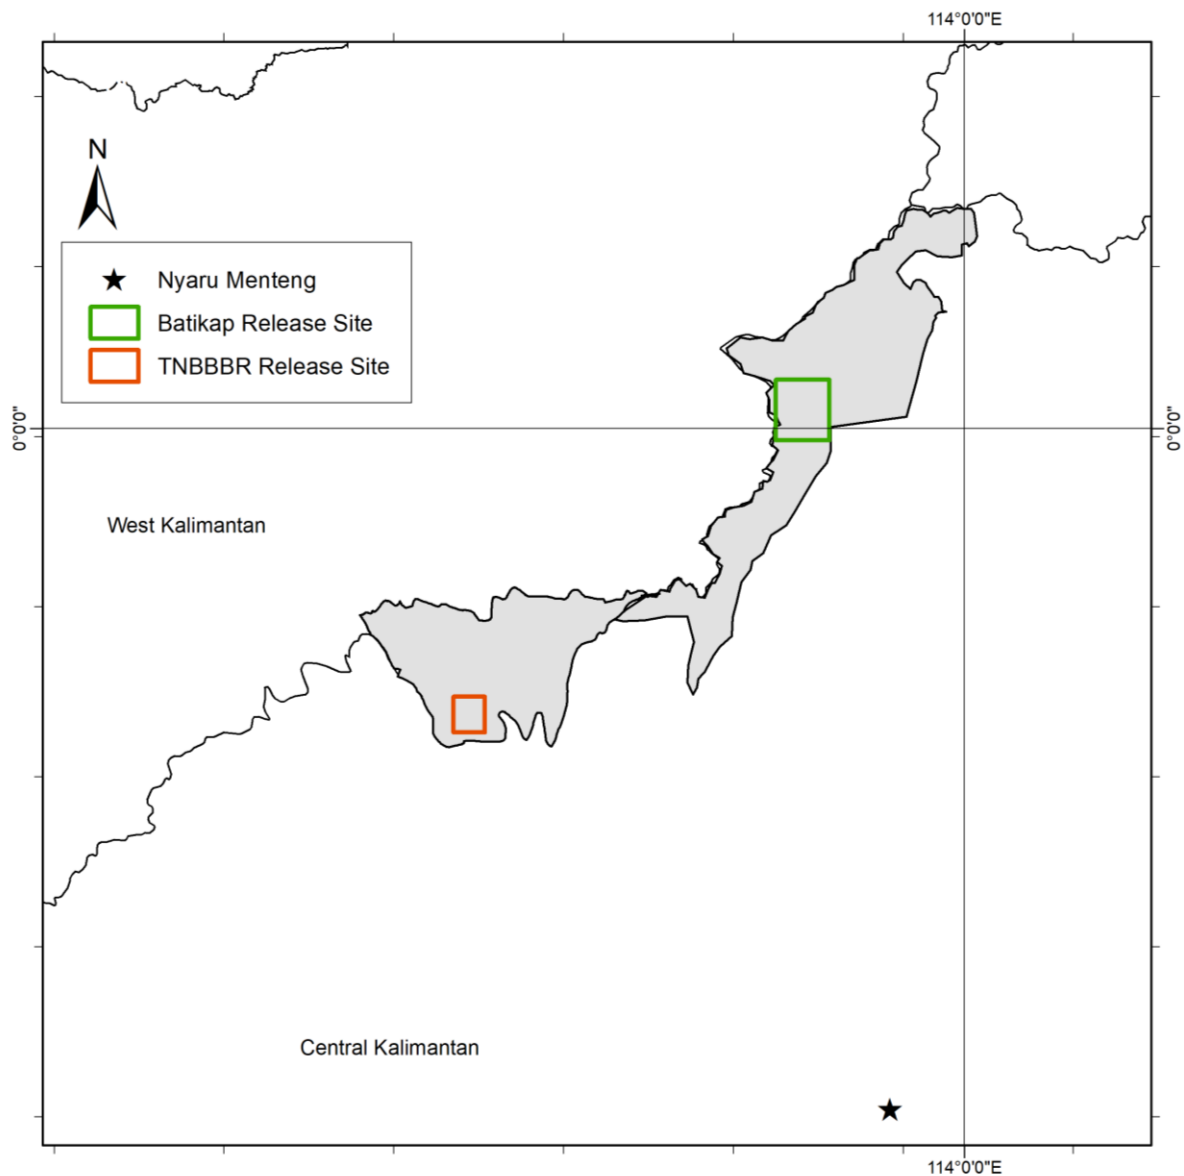 114°0'0"E
N
Nyaru Menteng
Batikap Release Site
TNBBBR Release Site
0°0'0"
0°0'0"
West Kalimantan
Central Kalimantan
114°0'0"E